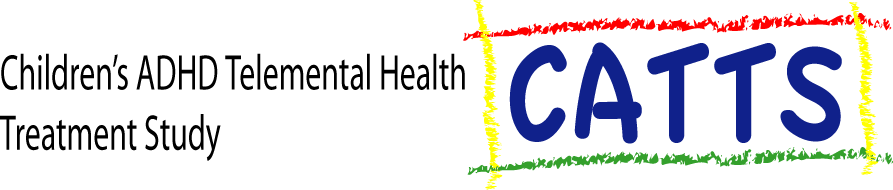 Children’s ADHD Telemental Health
Treatment Study
CATTS